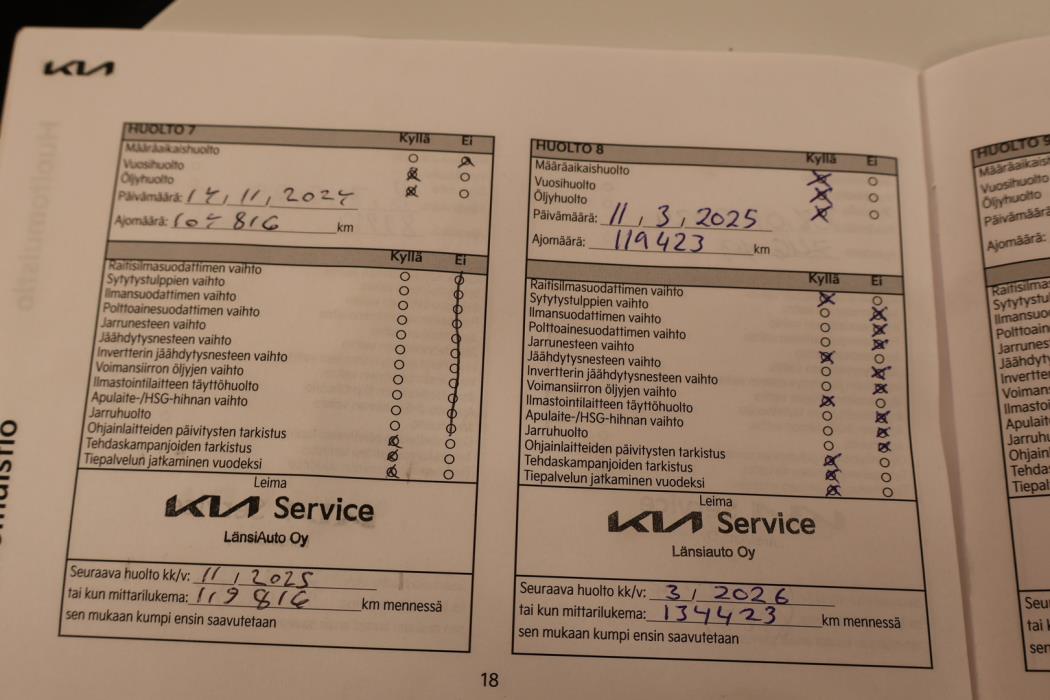 KIA
HUOLTO 7 Kyllä Ei
Määräaikaishuolto
Vuosihuolto
Öljyhuolto
Päivämäärä: 14, 11, 2024
Ajomäärä: 104 816 km
Kyllä Ei
Raitisilmasuodattimen vaihto
Sytytystulppien vaihto
Ilmansuodattimen vaihto
Polttoainesuodattimen vaihto
Jarrunesteen vaihto
Jäähdytysnesteen vaihto
Invertterin jäähdytysnesteen vaihto
Voimansiirron öljyjen vaihto
Ilmastointilaitteen täyttöhuolto
Apulaite-/HSG-hihnan vaihto
Jarruhuolto
Ohjainlaitteiden päivitysten tarkistus
Tehdaskampanjoiden tarkistus
Tiepalvelun jatkaminen vuodeksi
Leima
KIA Service
LänsiAuto Oy
Seuraava huolto kk/v: 11, 2025
tai kun mittarilukema: 119 816 km mennessä
sen mukaan kumpi ensin saavutetaan
HUOLTO 8 Kyllä Ei
Määräaikaishuolto
Vuosihuolto
Öljyhuolto
Päivämäärä: 11, 3, 2025
Ajomäärä: 119423 km
Kyllä Ei
Raitisilmasuodattimen vaihto
Sytytystulppien vaihto
Ilmansuodattimen vaihto
Polttoainesuodattimen vaihto
Jarrunesteen vaihto
Jäähdytysnesteen vaihto
Invertterin jäähdytysnesteen vaihto
Voimansiirron öljyjen vaihto
Ilmastointilaitteen täyttöhuolto
Apulaite-/HSG-hihnan vaihto
Jarruhuolto
Ohjainlaitteiden päivitysten tarkistus
Tehdaskampanjoiden tarkistus
Tiepalvelun jatkaminen vuodeksi
Leima
KIA Service
Länsiauto Oy
Seuraava huolto kk/v: 3, 2026
tai kun mittarilukema: 134423 km mennessä
sen mukaan kumpi ensin saavutetaan
18
HUOLTO 9
Vuosihuolto
Öljyhuolto
Päivämäärä
Ajomäärä: